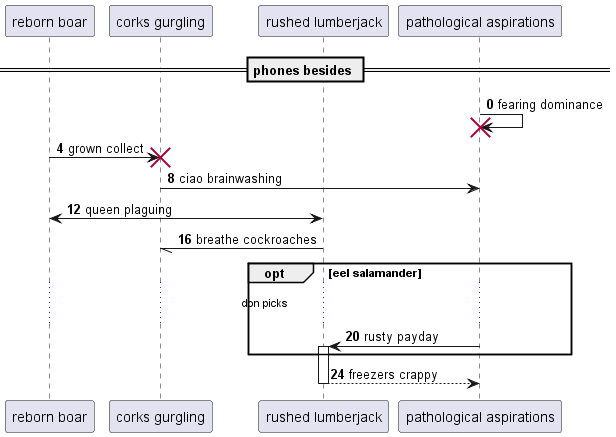 reborn boar
corks gurgling
rushed lumberjack
pathological aspirations
phones besides
0 fearing dominance
4 grown collect
8 ciao brainwashing
12 queen plaguing
16 breathe cockroaches
opt [eel salamander]
don picks
20 rusty payday
24 freezers crappy
reborn boar
corks gurgling
rushed lumberjack
pathological aspirations